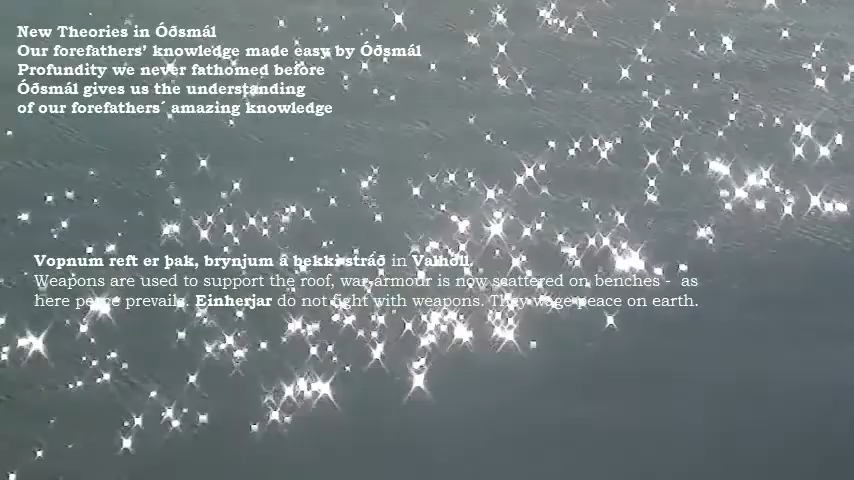 New Theories in Óðsmál
Our forefathers’ knowledge made easy by Óðsmál
Profundity we never fathomed before
Óðsmál gives us the understanding
of our forefathers´ amazing knowledge
Vopnum reft er þak, brynjum á bekki stráð in Valhöll.
Weapons are used to support the roof, war-armour is now scattered on benches - as
here peace prevails. Einherjar do not fight with weapons. They wage peace on earth.